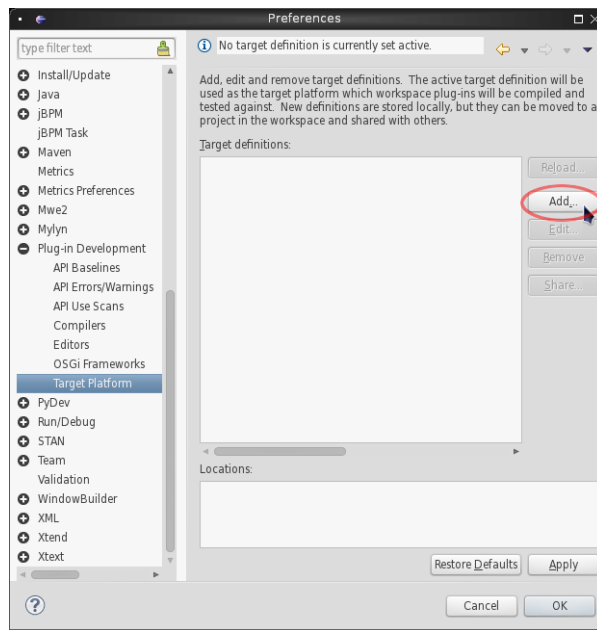 Preferences
type filter text
Install/Update
Java
jBPM
jBPM Task
Maven
Metrics
Metrics Preferences
Mwe2
Mylyn
Plug-in Development
API Baselines
API Errors/Warnings
API Use Scans
Compilers
Editors
OSGi Frameworks
Target Platform
PyDev
Run/Debug
STAN
Team
Validation
WindowBuilder
XML
Xtend
Xtext
No target definition is currently set active.
Add, edit and remove target definitions. The active target definition will be
used as the target platform which workspace plug-ins will be compiled and
tested against. New definitions are stored locally, but they can be moved to a
project in the workspace and shared with others.
Target definitions:
Reload...
Add...
Edit...
Remove
Share...
Locations:
Restore Defaults
Apply
Cancel
OK